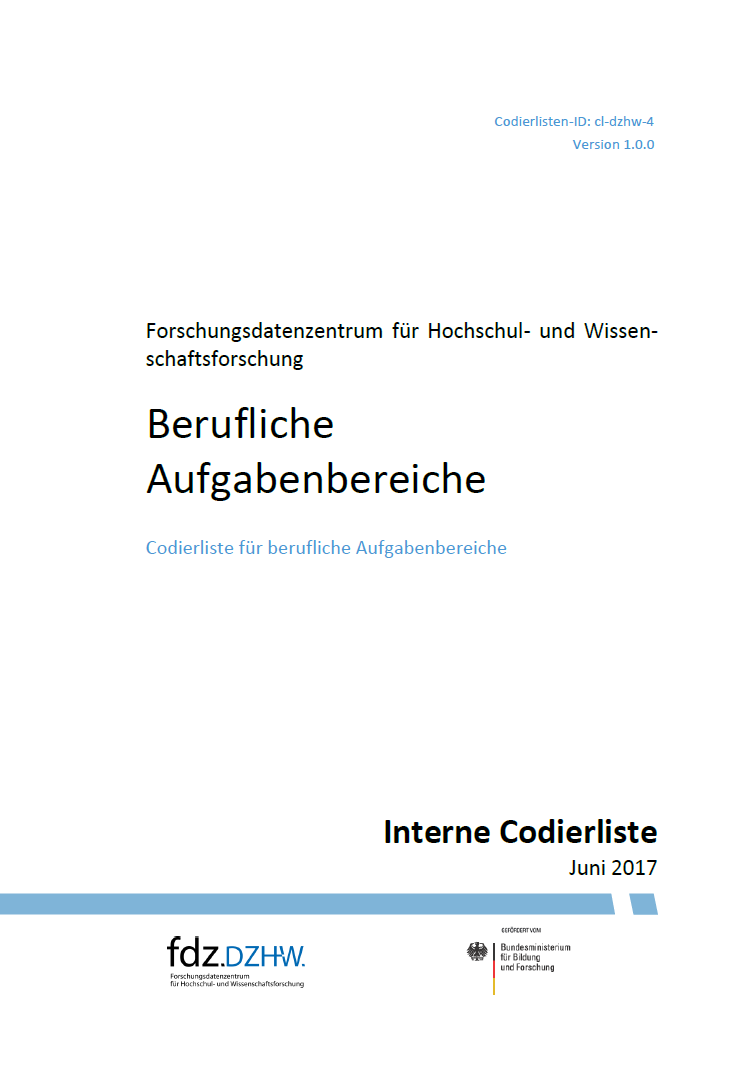 Codierlisten-ID: cl-dzhw-4
Version 1.0.0
Forschungsdatenzentrum für Hochschul- und Wissen-
schaftsforschung
Berufliche
Aufgabenbereiche
Codierliste für berufliche Aufgabenbereiche
Interne Codierliste
Juni 2017
fdz.DZHW.
Forschungsdatenzentrum
für Hochschul- und Wissenschaftsforschung
GEFÖRDERT VOM
Bundesministerium
für Bildung
und Forschung